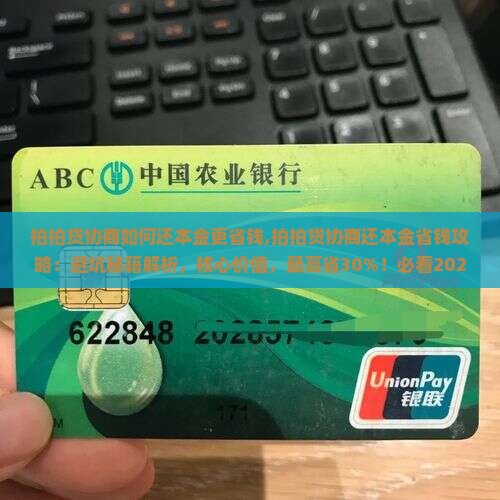 ABC 中国农业银行
拍拍贷协商如何还本金更省钱,拍拍贷协商还本金省钱攻
略：避坑秘籍解析，核心价值，最高省30%！必看202
622848
UnionPay
银联
171